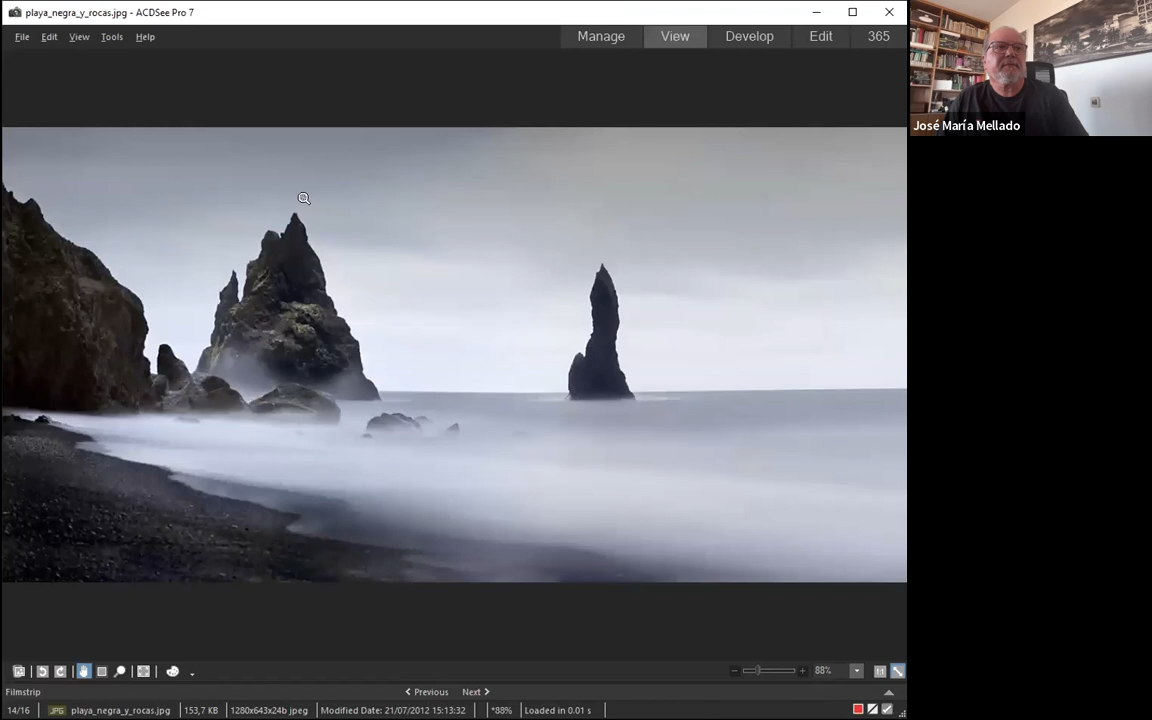 playa_negra_y_rocas.jpg - ACDSee Pro 7
File Edit View Tools Help
Manage View Develop Edit 365
José María Mellado
88%
Filmstrip
Previous Next
14/16 JPG playa_negra_y_rocas.jpg 153,7 KB 1280x643x24b jpeg Modified Date: 21/07/2012 15:13:32 *88% Loaded in 0.01 s